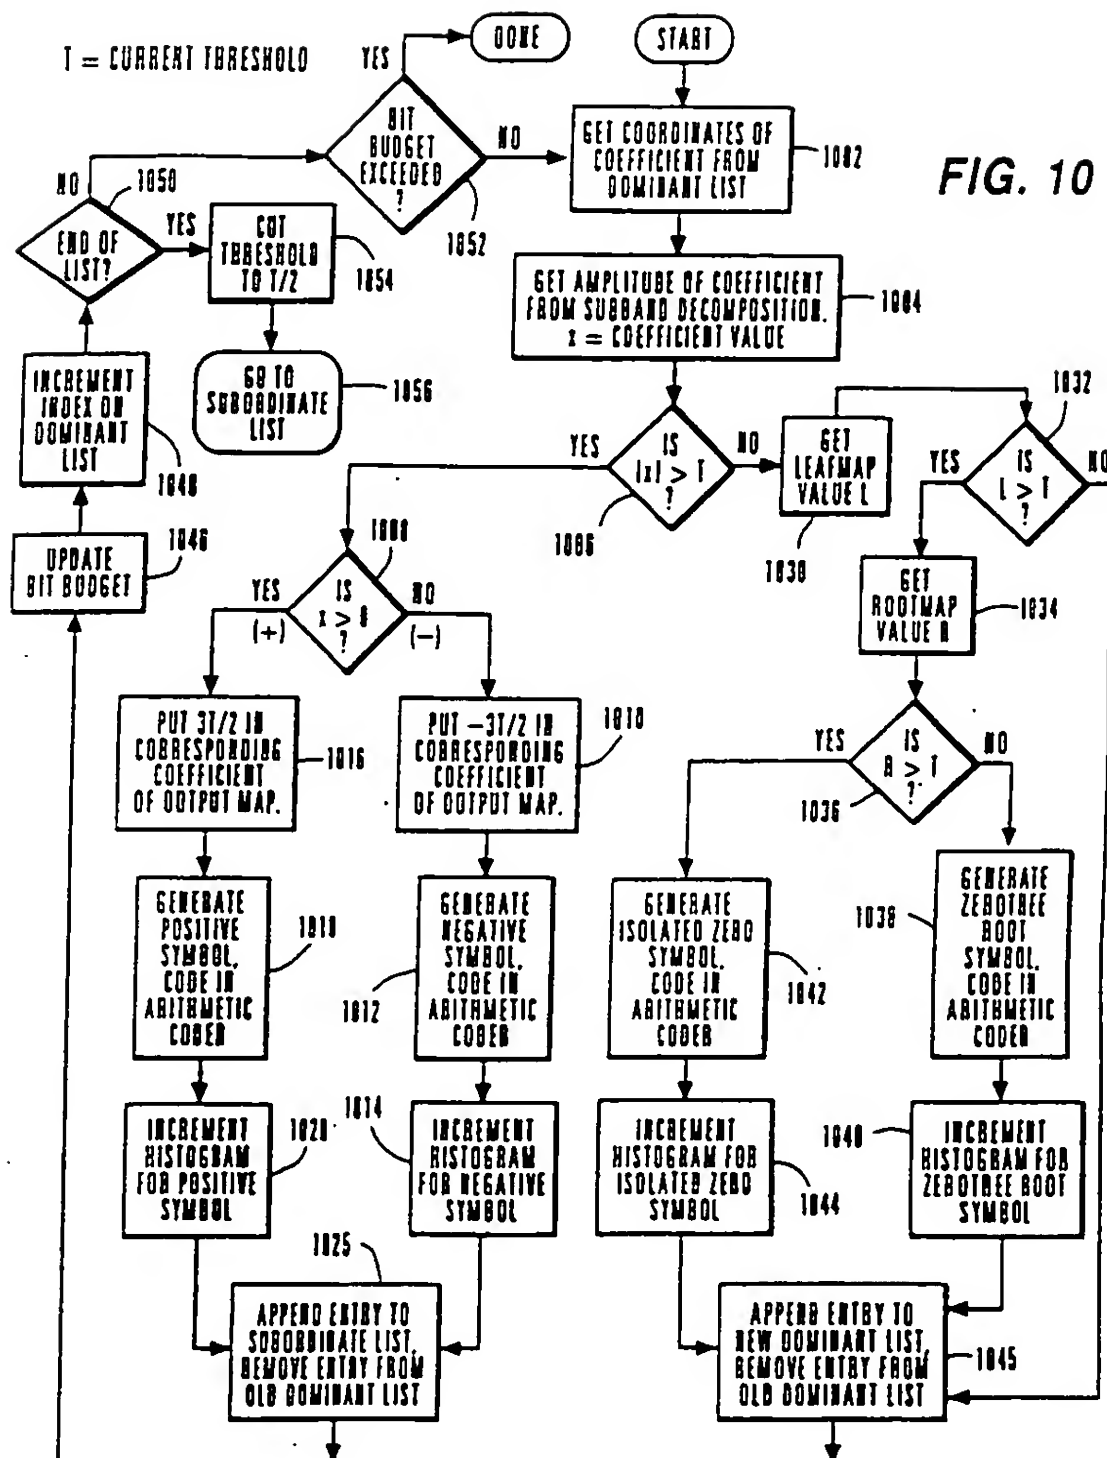 T = CURRENT THRESHOLD
DONE
START
YES
BIT
BUDGET
EXCEEDED
?
NO
1052
GET COORDINATES OF
COEFFICIENT FROM
DOMINANT LIST
1002
FIG. 10
NO
1050
END OF
LIST?
YES
CUT
THRESHOLD
TO T/2
1054
GO TO
SUBORDINATE
LIST
1056
GET AMPLITUDE OF COEFFICIENT
FROM SUBBAND DECOMPOSITION.
X = COEFFICIENT VALUE
1004
INCREMENT
INDEX ON
DOMINANT
LIST
1048
UPDATE
BIT BUDGET
1046
YES
IS
|x| > T
?
NO
1006
GET
LEAFMAP
VALUE L
1030
1032
YES
IS
L > T
?
NO
GET
ROOTMAP
VALUE R
1034
1008
YES
(+)
IS
X > 0
?
NO
(—)
YES
IS
R > T
?
NO
1036
PUT 3T/2 IN
CORRESPONDING
COEFFICIENT
OF OUTPUT MAP.
1016
PUT —3T/2 IN
CORRESPONDING
COEFFICIENT
OF OUTPUT MAP.
1010
GENERATE
POSITIVE
SYMBOL,
CODE IN
ARITHMETIC
CODER
1018
GENERATE
NEGATIVE
SYMBOL,
CODE IN
ARITHMETIC
CODER
1012
GENERATE
ISOLATED ZERO
SYMBOL,
CODE IN
ARITHMETIC
CODER
1042
GENERATE
ZEROTREE
ROOT
SYMBOL,
CODE IN
ARITHMETIC
CODER
1038
INCREMENT
HISTOGRAM
FOR POSITIVE
SYMBOL
1020
INCREMENT
HISTOGRAM
FOR NEGATIVE
SYMBOL
1014
INCREMENT
HISTOGRAM FOR
ISOLATED ZERO
SYMBOL
1044
INCREMENT
HISTOGRAM FOR
ZEROTREE ROOT
SYMBOL
1040
1025
APPEND ENTRY TO
SUBORDINATE LIST,
REMOVE ENTRY FROM
OLD DOMINANT LIST
APPEND ENTRY TO
NEW DOMINANT LIST,
REMOVE ENTRY FROM
OLD DOMINANT LIST
1045